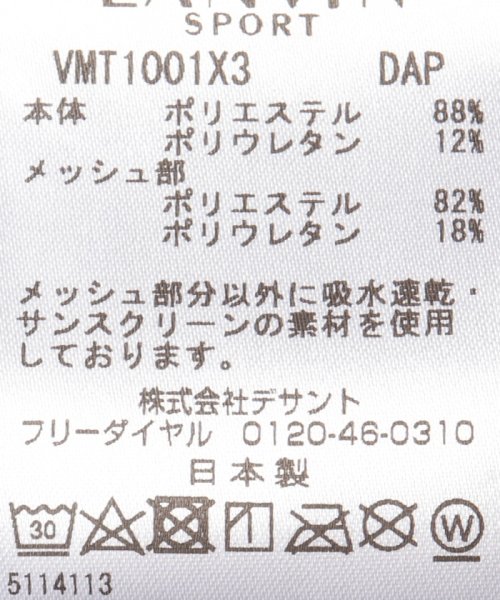 LANVIN
SPORT
VMT1001X3 DAP
本体 ポリエステル 88%
ポリウレタン 12%
メッシュ部
ポリエステル 82%
ポリウレタン 18%
メッシュ部分以外に吸水速乾・
サンスクリーンの素材を使用
しております。
株式会社デサント
フリーダイヤル 0120-46-0310
日本製
30 W
5114113